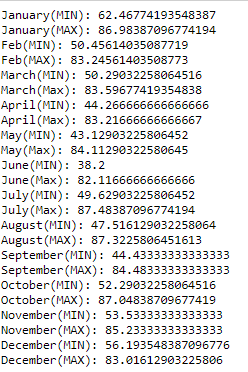 January(MIN): 62.46774193548387
January(MAX): 86.98387096774194
Feb(MIN): 50.45614035087719
Feb(MAX): 83.24561403508773
March(MIN): 50.29032258064516
March(MAX): 83.59677419354838
April(MIN): 44.266666666666666
April(Max): 83.21666666666667
May(MIN): 43.12903225806452
May(Max): 84.11290322580645
June(MIN): 38.2
June(Max): 82.11666666666666
July(MIN): 49.62903225806452
July(Max): 87.48387096774194
August(MIN): 47.516129032258064
August(MAX): 87.3225806451613
September(MIN): 44.43333333333333
September(MAX): 84.48333333333333
October(MIN): 52.29032258064516
October(MAX): 87.04838709677419
November(MIN): 53.53333333333333
November(MAX): 85.23333333333333
December(MIN): 56.193548387096776
December(MAX): 83.01612903225806